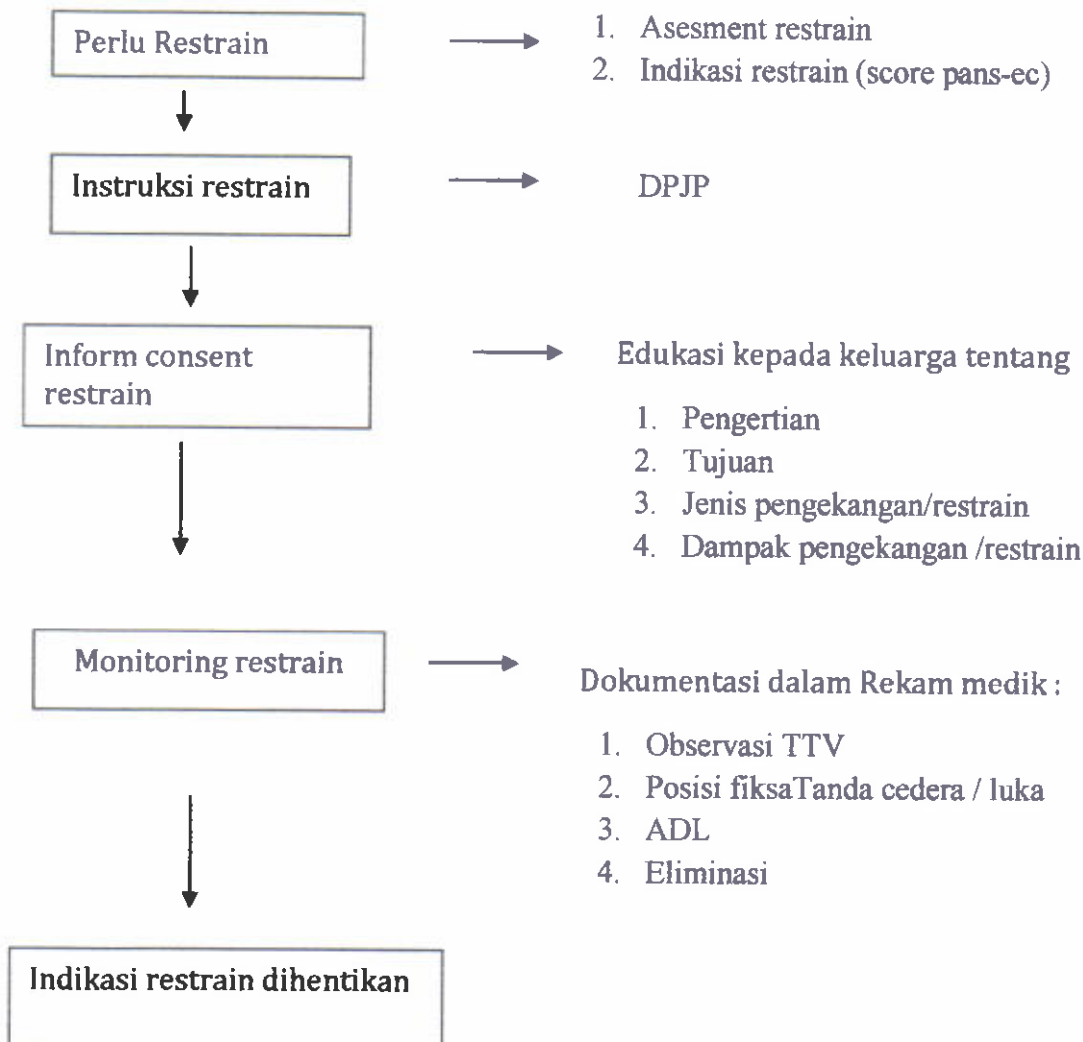 Perlu Restrain
1. Asesment restrain
2. Indikasi restrain (score pans-ec)
Instruksi restrain
DPJP
Inform consent
restrain
Edukasi kepada keluarga tentang
1. Pengertian
2. Tujuan
3. Jenis pengekangan/restrain
4. Dampak pengekangan /restrain
Monitoring restrain
Dokumentasi dalam Rekam medik :
1. Observasi TTV
2. Posisi fiksaTanda cedera / luka
3. ADL
4. Eliminasi
Indikasi restrain dihentikan